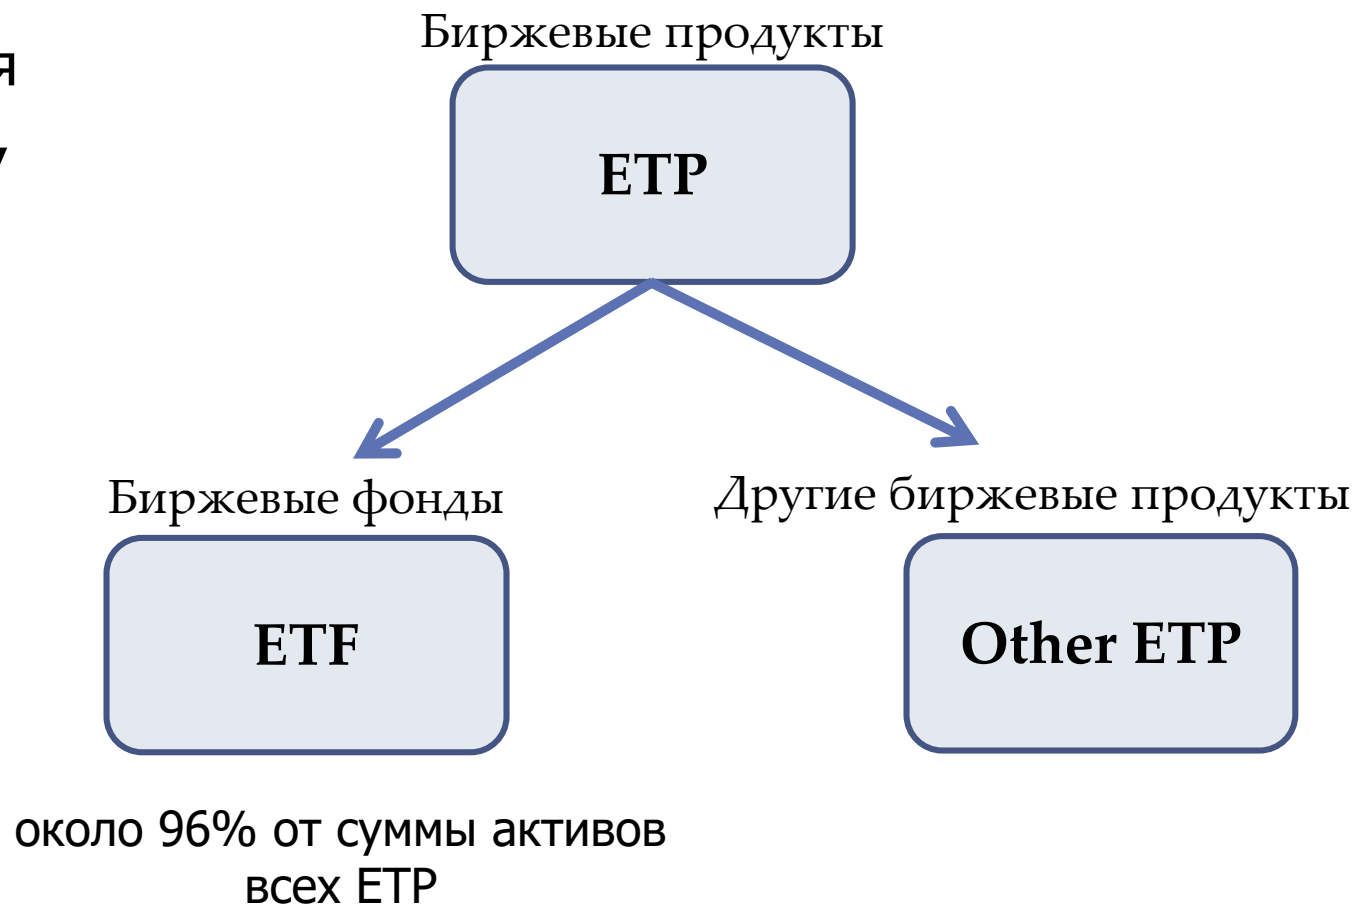 Биржевые продукты
ETP
Биржевые фонды
Другие биржевые продукты
ETF
Other ETP
около 96% от суммы активов
всех ETP